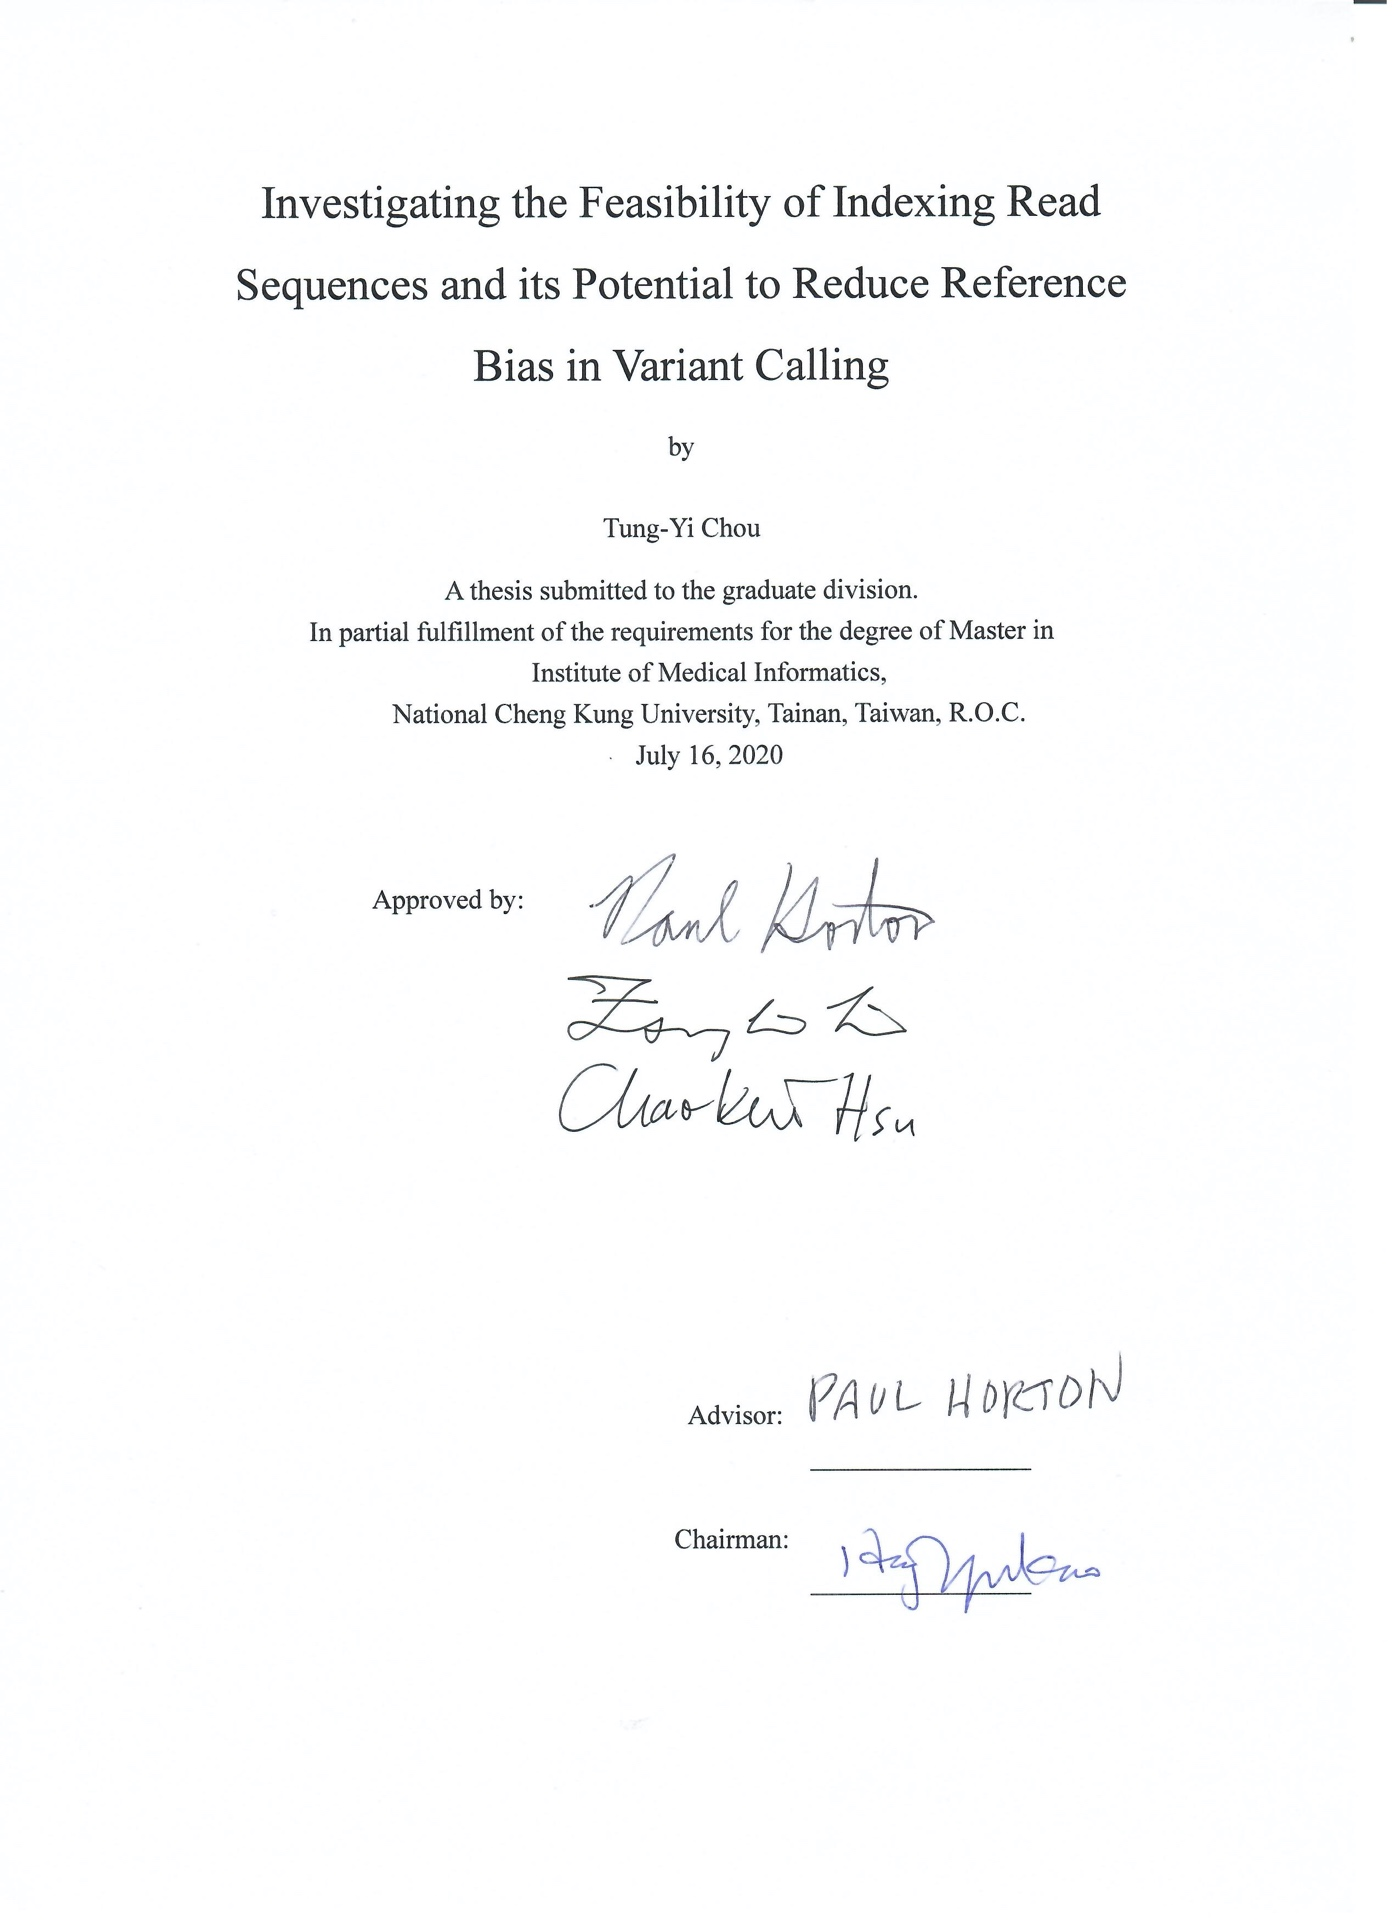 Investigating the Feasibility of Indexing Read
Sequences and its Potential to Reduce Reference
Bias in Variant Calling
by
Tung-Yi Chou
A thesis submitted to the graduate division.
In partial fulfillment of the requirements for the degree of Master in
Institute of Medical Informatics,
National Cheng Kung University, Tainan, Taiwan, R.O.C.
July 16, 2020
Approved by: Paul Horton
Hsu
Advisor: PAUL HORTON
Chairman: